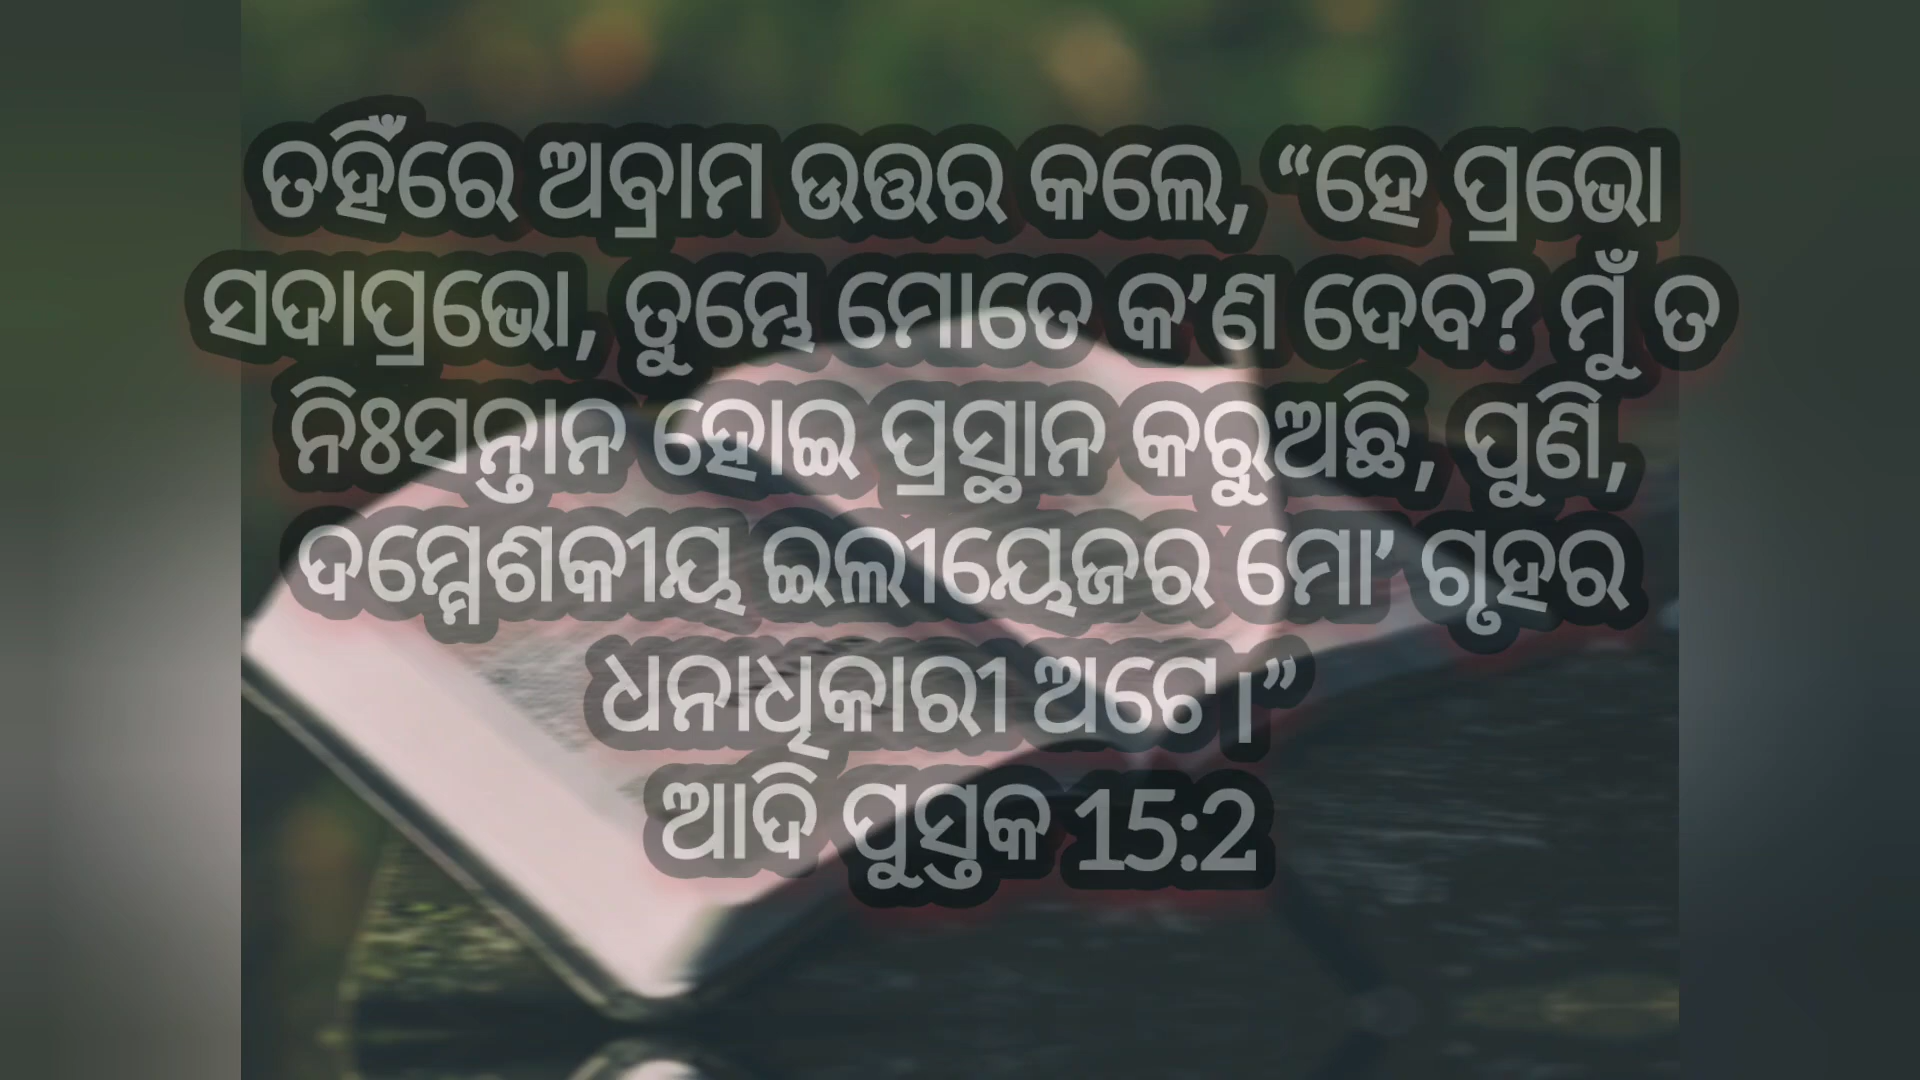 ତହିଁରେ ଅବ୍ରାମ ଉତ୍ତର କଲେ, “ହେ ପ୍ରଭୋ
ସଦାପ୍ରଭୋ, ତୁମ୍ଭେ ମୋତେ କ’ଣ ଦେବ? ମୁଁ ତ
ନିଃସନ୍ତାନ ହୋଇ ପ୍ରସ୍ଥାନ କରୁଅଛି, ପୁଣି,
ଦମ୍ମେଶକୀୟ ଇଲୀୟେଜର ମୋ’ ଗୃହର
ଧନାଧିକାରୀ ଅଟେ।”
ଆଦି ପୁସ୍ତକ 15:2